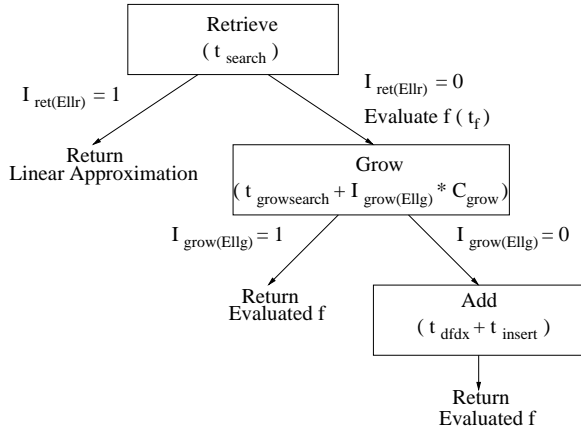 Retrieve
( t search )
I ret(Ellr) = 1
I ret(Ellr) = 0
Evaluate f ( t f )
Return
Linear Approximation
Grow
( t growsearch + I grow(Ellg) * C grow )
I grow(Ellg) = 1
I grow(Ellg) = 0
Return
Evaluated f
Add
( t dfdx + t insert )
Return
Evaluated f